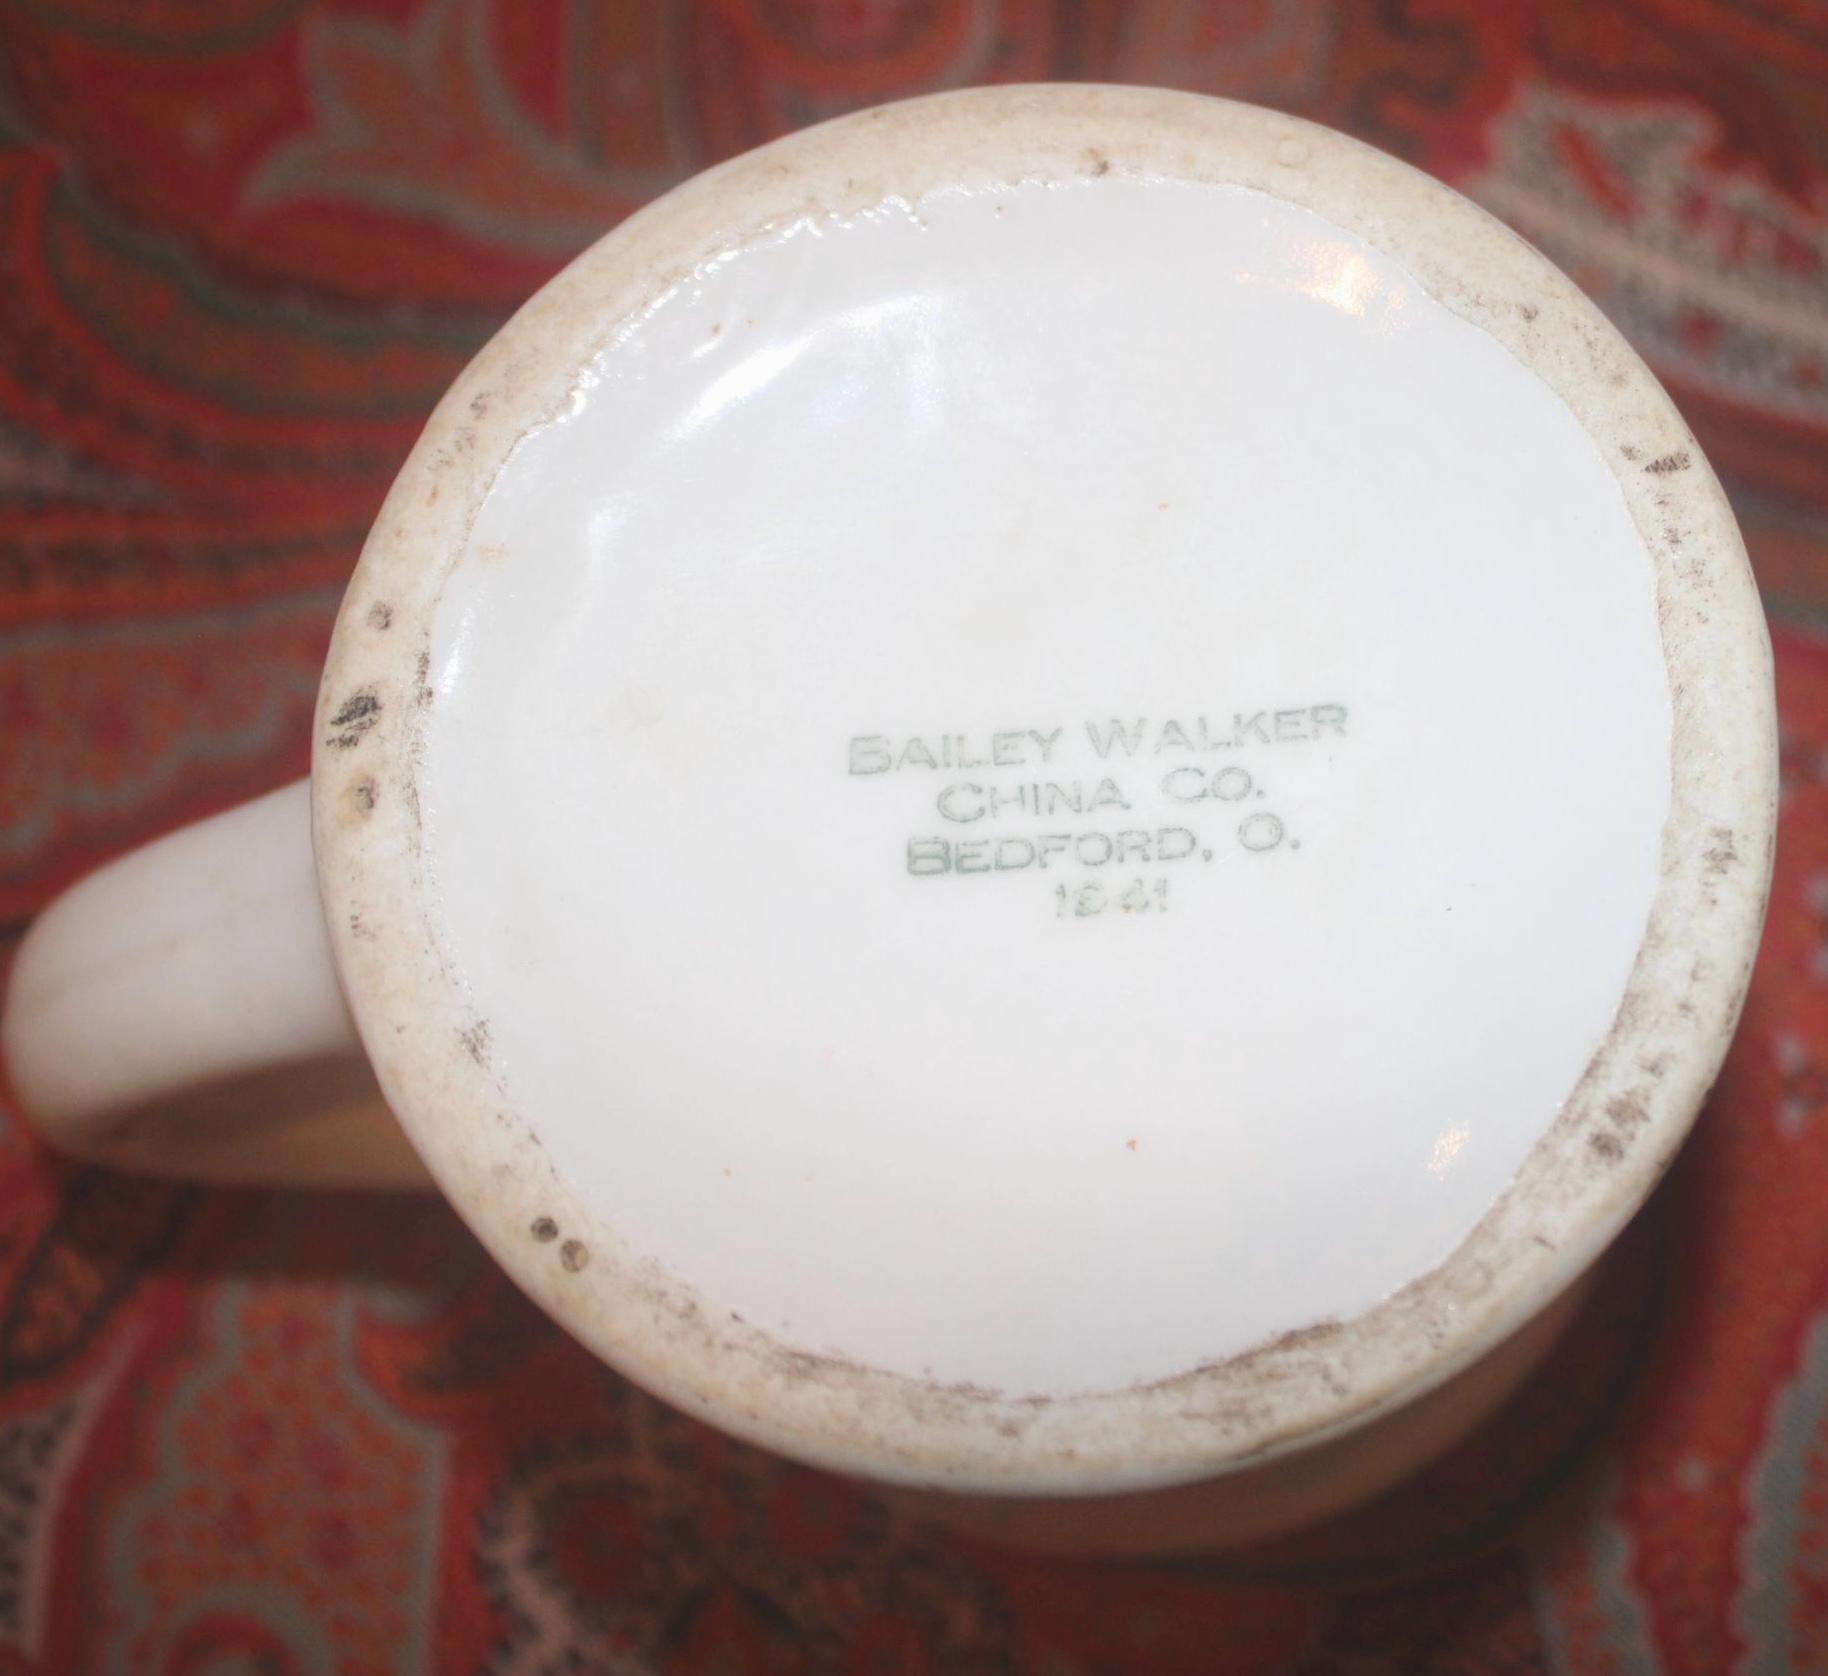 BAILEY WALKER
CHINA CO.
BEDFORD, O.
1941